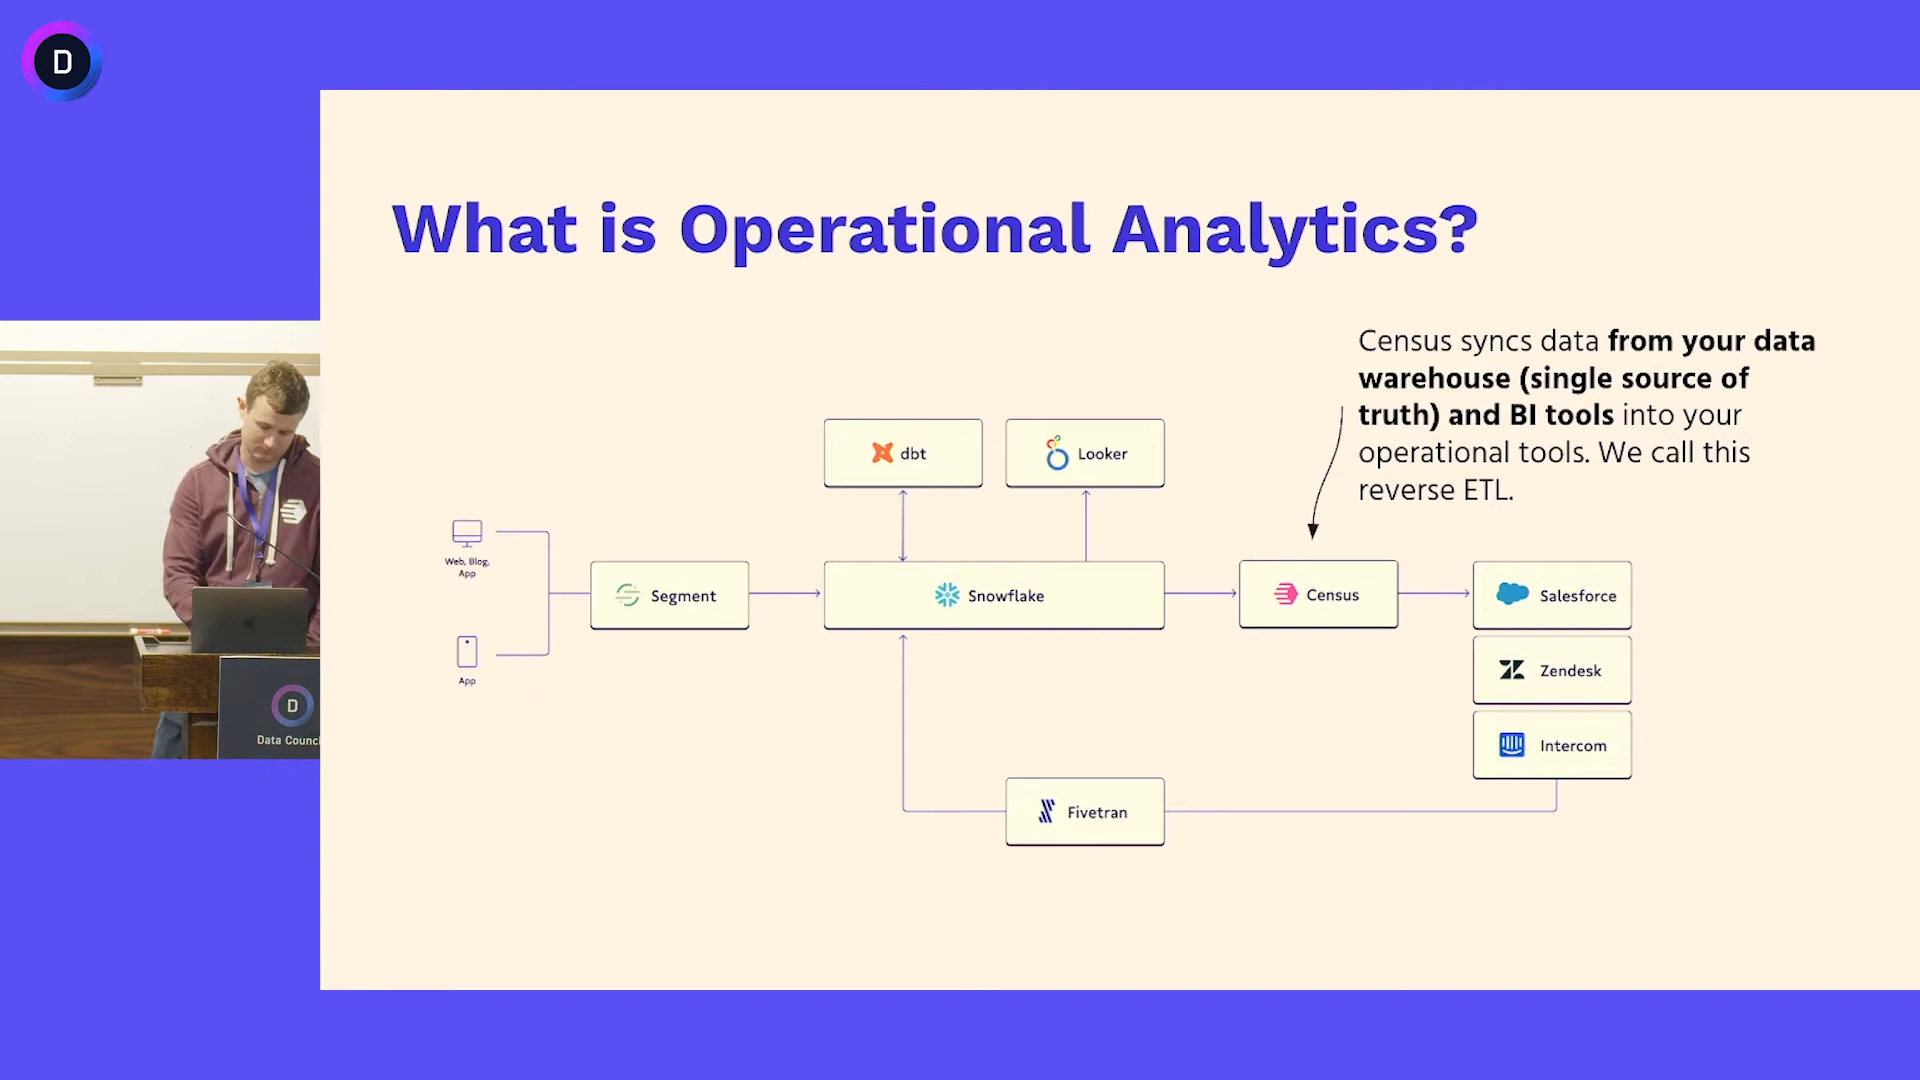 D
What is Operational Analytics?
Census syncs data from your data
warehouse (single source of
truth) and BI tools into your
operational tools. We call this
reverse ETL.
dbt
Looker
Web, Blog,
App
Segment
Snowflake
Census
Salesforce
App
Zendesk
Intercom
Fivetran
D
Data Counci